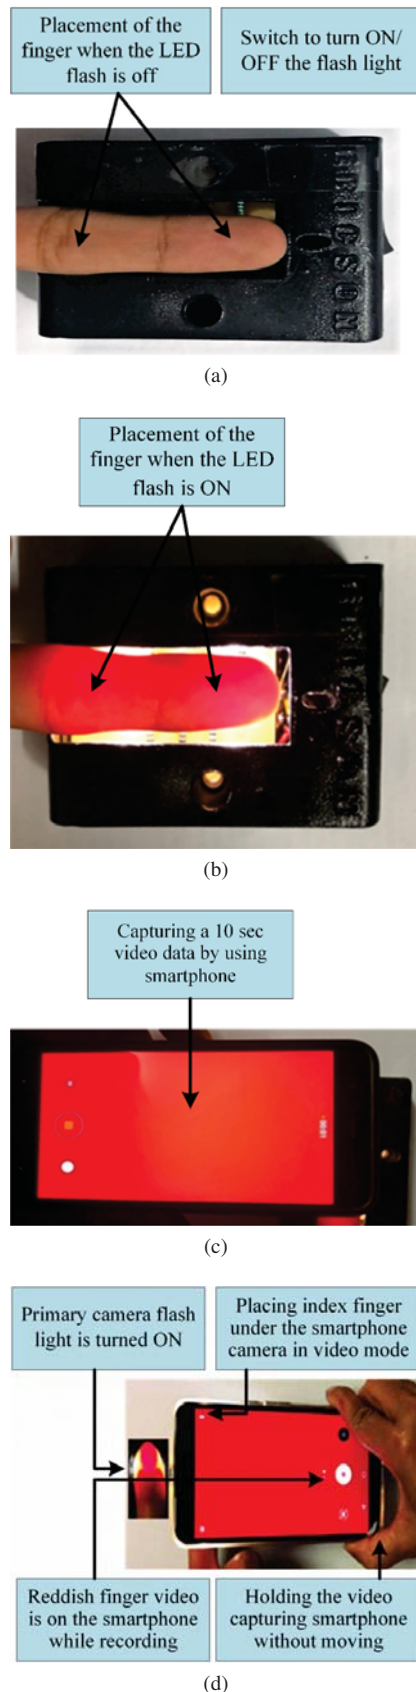 Placement of the
finger when the LED
flash is off
Switch to turn ON/
OFF the flash light
(a)
Placement of the
finger when the LED
flash is ON
(b)
Capturing a 10 sec
video data by using
smartphone
00:01
(c)
Primary camera flash
light is turned ON
Placing index finger
under the smartphone
camera in video mode
Reddish finger video
is on the smartphone
while recording
Holding the video
capturing smartphone
without moving
(d)